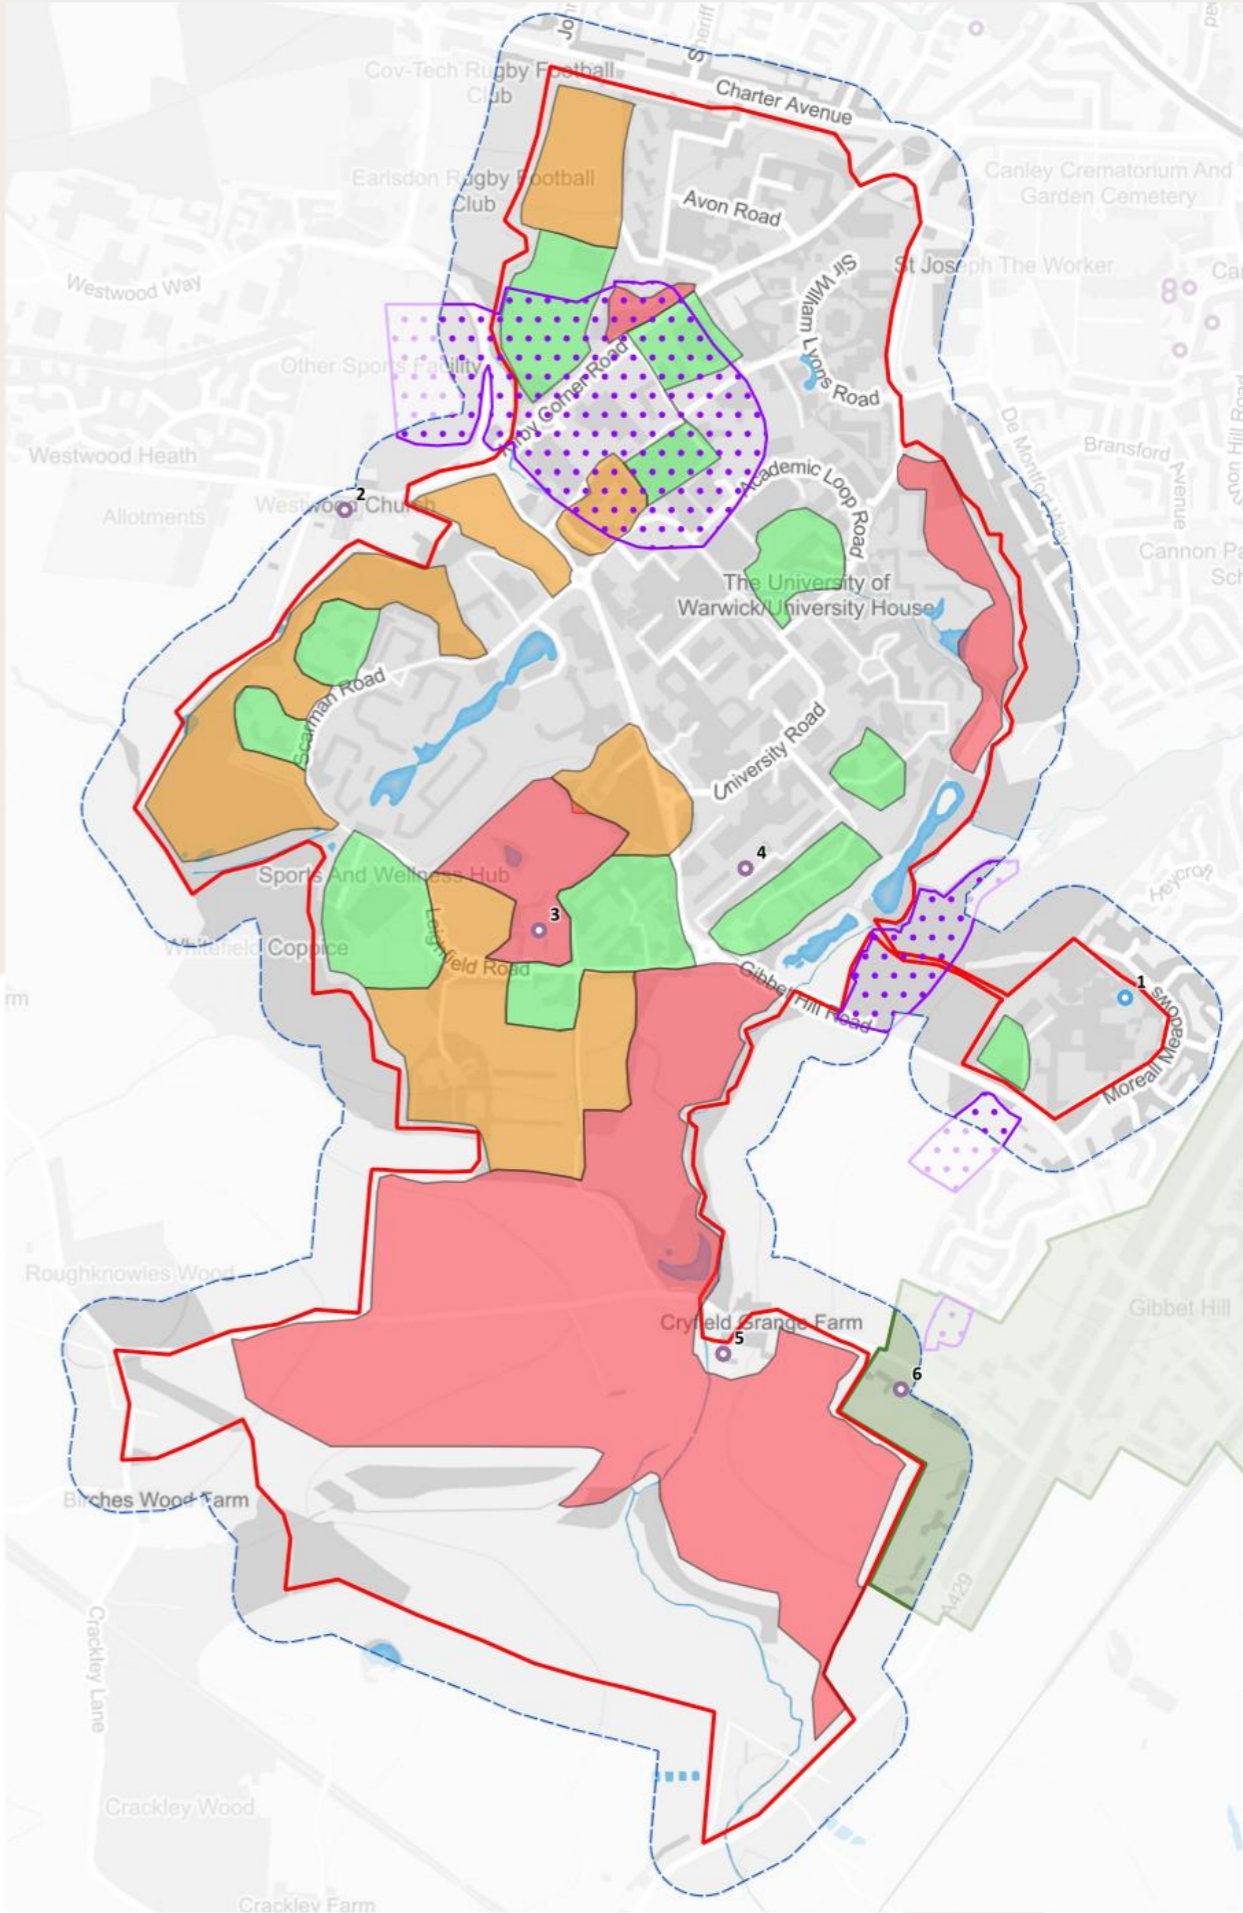 Cov-Tech Rugby Football
Club
Charter Avenue
Earlsdon Rugby Football
Club
Avon Road
Canley Crematorium And
Garden Cemetery
Westwood Way
Sir William Lyons Road
St Joseph The Worker
Other Sports Facility
Kirby Corner Road
Westwood Heath
De Montfort Way
Bransford
Avenue
Academic Loop Road
2
Westwood Church
Allotments
The University of
Warwick/University House
Scarman Road
University Road
4
Sports And Wellness Hub
3
Heycroft
Whitefield Coppice
Leighfield Road
Gibbet Hill Road
1
Moreall Meadows
Roughknowles Wood
Gibbet Hill
Cryfield Grange Farm
5
6
Birches Wood Farm
A429
Crackley Lane
Crackley Wood
Crackley Farm